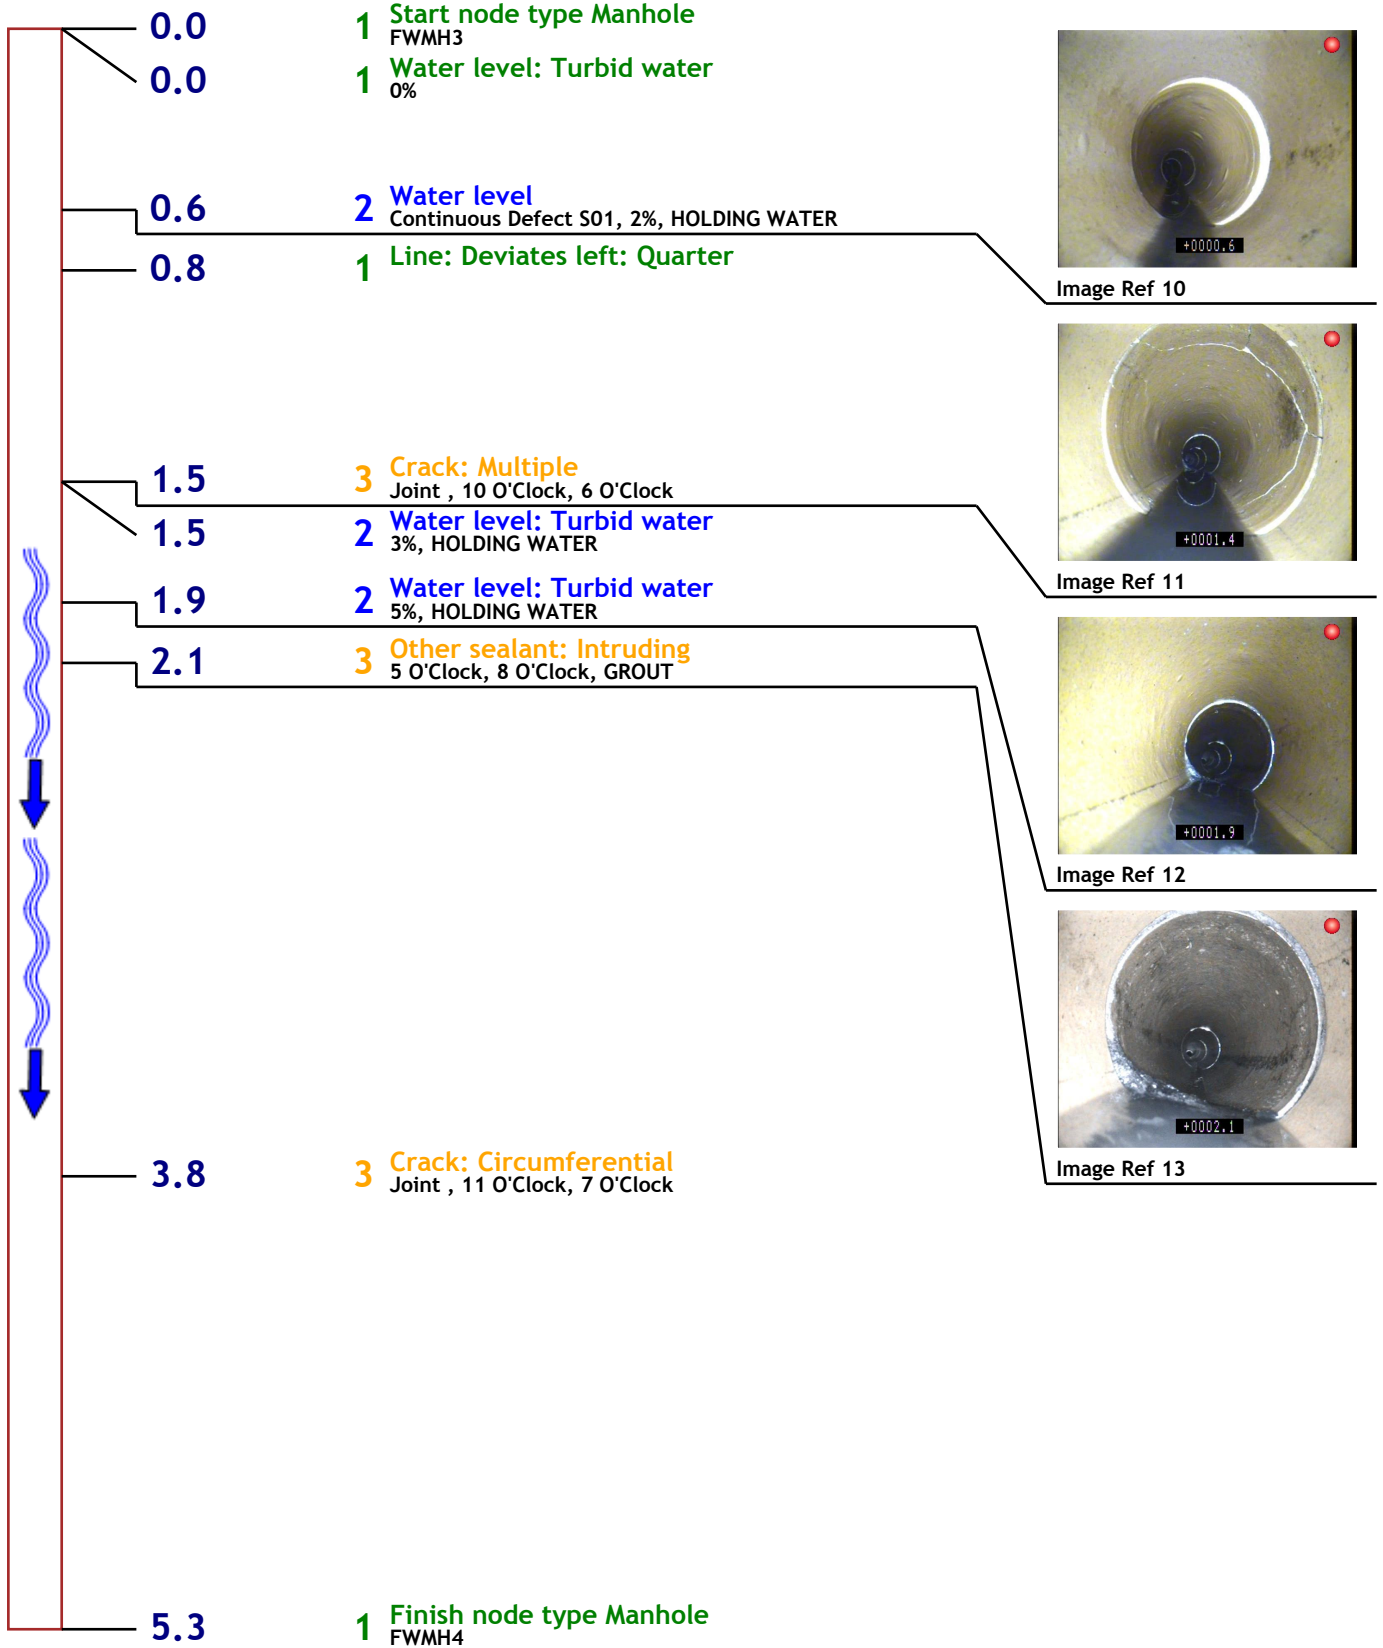 0.0 1 Start node type Manhole
FWMH3
0.0 1 Water level: Turbid water
0%
0.6 2 Water level
Continuous Defect S01, 2%, HOLDING WATER
0.8 1 Line: Deviates left: Quarter
+0000.6
Image Ref 10
1.5 3 Crack: Multiple
Joint , 10 O'Clock, 6 O'Clock
1.5 2 Water level: Turbid water
3%, HOLDING WATER
+0001.4
Image Ref 11
1.9 2 Water level: Turbid water
5%, HOLDING WATER
2.1 3 Other sealant: Intruding
5 O'Clock, 8 O'Clock, GROUT
+0001.9
Image Ref 12
+0002.1
Image Ref 13
3.8 3 Crack: Circumferential
Joint , 11 O'Clock, 7 O'Clock
5.3 1 Finish node type Manhole
FWMH4